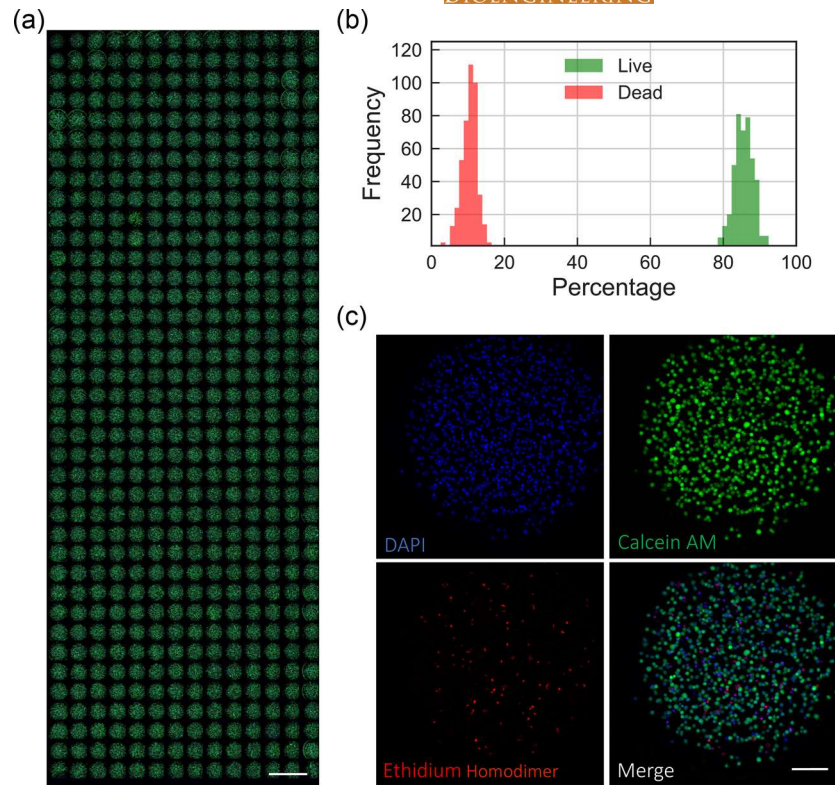 BIOENGINEERING
(a)
(b)
120
100
80
60
40
20
Frequency
Live
Dead
0
20
40
60
80
100
Percentage
(c)
DAPI
Calcein AM
Ethidium Homodimer
Merge